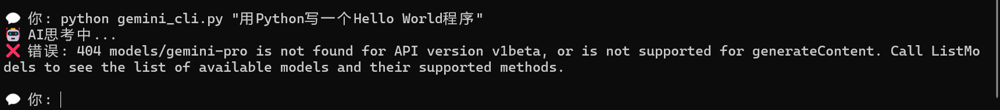 💬 你: python gemini_cli.py "用Python写一个Hello World程序"
🤖 AI思考中...
❌ 错误: 404 models/gemini-pro is not found for API version v1beta, or is not supported for generateContent. Call ListMo
dels to see the list of available models and their supported methods.
💬 你: